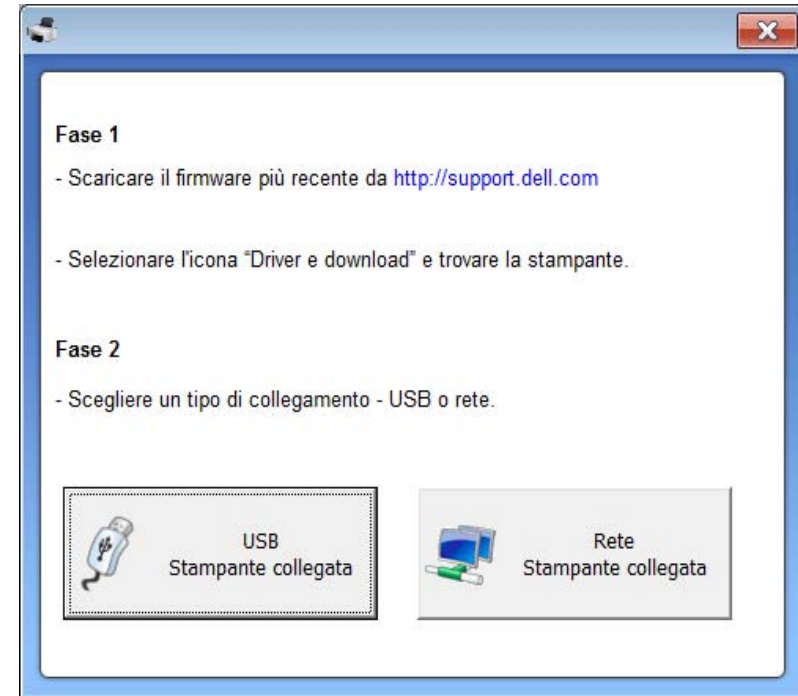 Fase 1
- Scaricare il firmware più recente da http://support.dell.com
- Selezionare l'icona “Driver e download” e trovare la stampante.
Fase 2
- Scegliere un tipo di collegamento - USB o rete.
USB
Stampante collegata
Rete
Stampante collegata